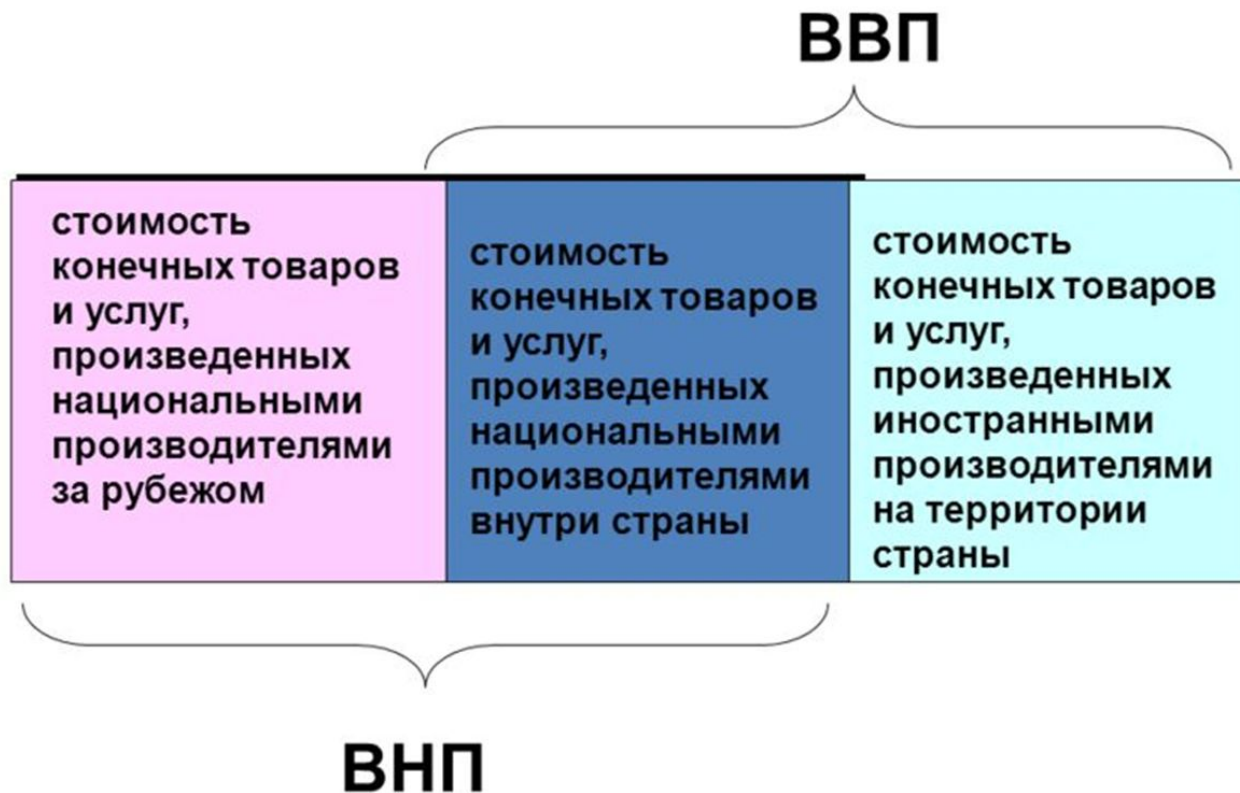 ВВП
стоимость
конечных товаров
и услуг,
произведенных
национальными
производителями
за рубежом
стоимость
конечных товаров
и услуг,
произведенных
национальными
производителями
внутри страны
стоимость
конечных товаров
и услуг,
произведенных
иностранными
производителями
на территории
страны
ВНП